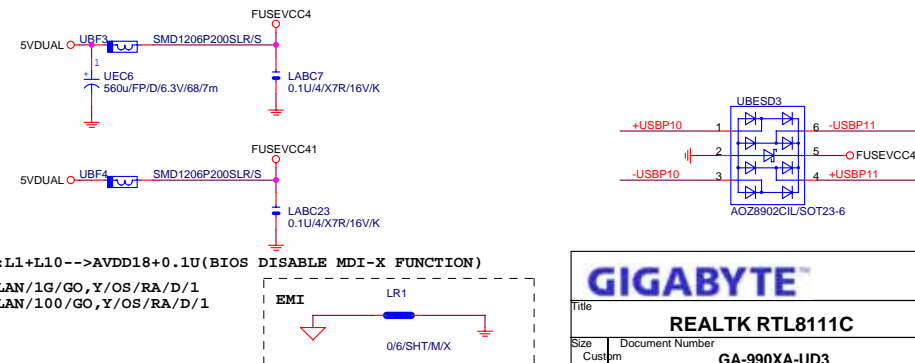 FUSEVCC4
5VDUAL
UBF3
SMD1206P200SLR/S
1
+
UEC6
560u/FP/D/6.3V/68/7m
LABC7
0.1U/4/X7R/16V/K
FUSEVCC41
5VDUAL
UBF4
SMD1206P200SLR/S
LABC23
0.1U/4/X7R/16V/K
UBESD3
+USBP10
1
6
-USBP11
2
5
FUSEVCC4
-USBP10
3
4
+USBP11
AOZ8902CIL/SOT23-6
:L1+L10-->AVDD18+0.1U(BIOS DISABLE MDI-X FUNCTION)
LAN/1G/GO,Y/OS/RA/D/1
LAN/100/GO,Y/OS/RA/D/1
EMI
LR1
0/6/SHT/M/X
GIGABYTE™
Title
REALTK RTL8111C
Size
Document Number
Custom
GA-990XA-UD3